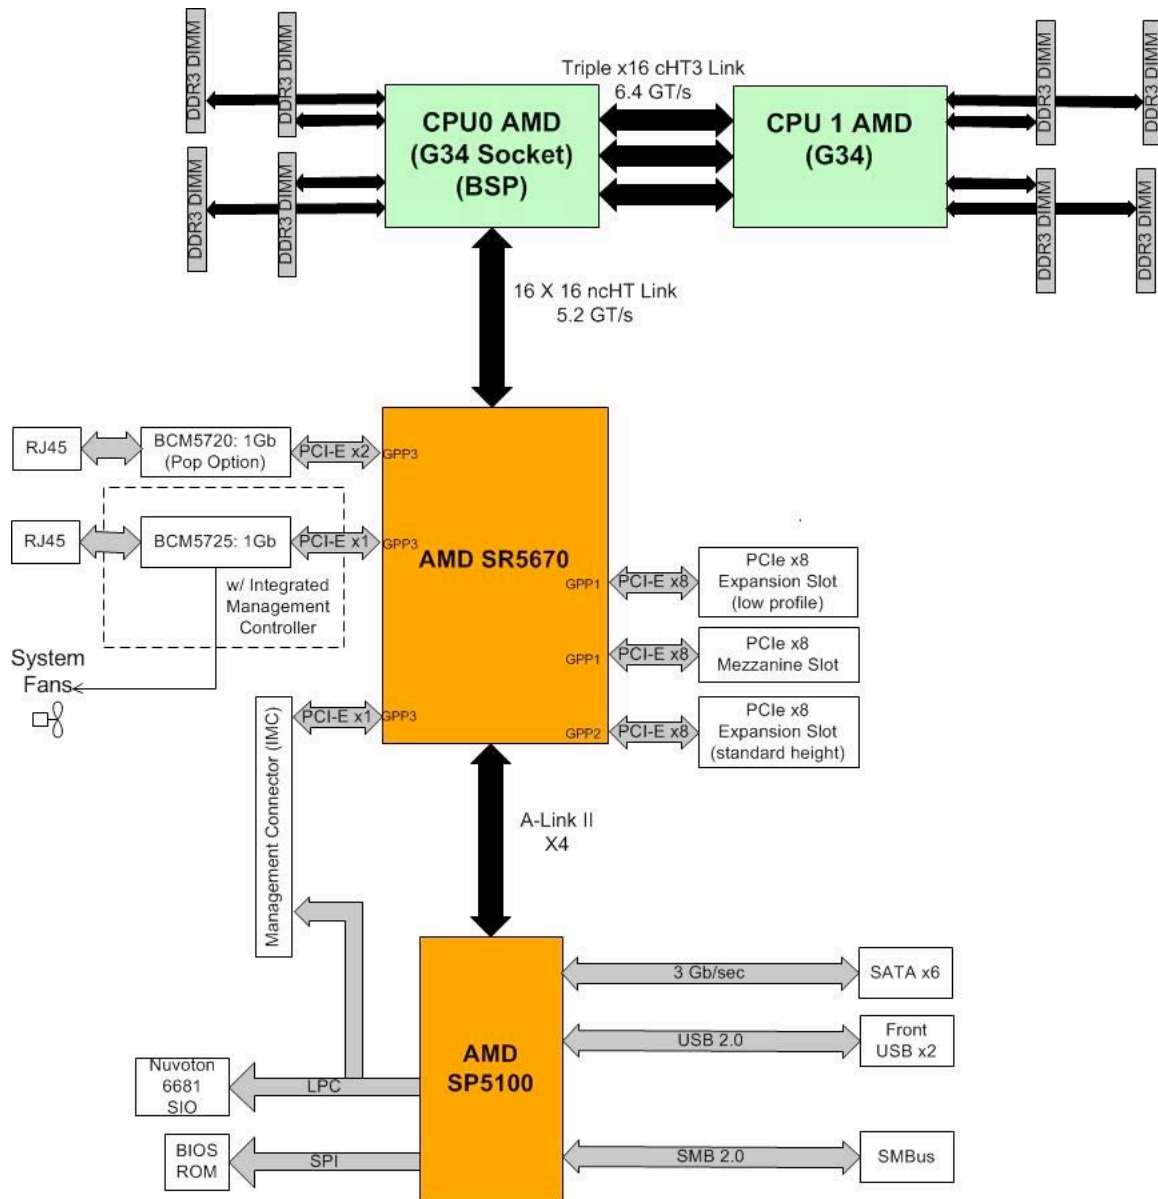 DDR3 DIMM
DDR3 DIMM
DDR3 DIMM
DDR3 DIMM
Triple x16 cHT3 Link
6.4 GT/s
CPU0 AMD
(G34 Socket)
(BSP)
CPU 1 AMD
(G34)
DDR3 DIMM
DDR3 DIMM
DDR3 DIMM
DDR3 DIMM
16 X 16 ncHT Link
5.2 GT/s
RJ45
BCM5720: 1Gb
(Pop Option)
PCI-E x2
GPP3
RJ45
BCM5725: 1Gb
PCI-E x1
GPP3
w/ Integrated
Management
Controller
AMD SR5670
GPP1
PCI-E x8
PCIe x8
Expansion Slot
(low profile)
GPP1
PCI-E x8
PCIe x8
Mezzanine Slot
GPP2
PCI-E x8
PCIe x8
Expansion Slot
(standard height)
System
Fans
PCI-E x1
GPP3
Management Connector (IMC)
A-Link II
X4
AMD
SP5100
3 Gb/sec
SATA x6
USB 2.0
Front
USB x2
Nuvoton
6681
SIO
LPC
BIOS
ROM
SPI
SMB 2.0
SMBus